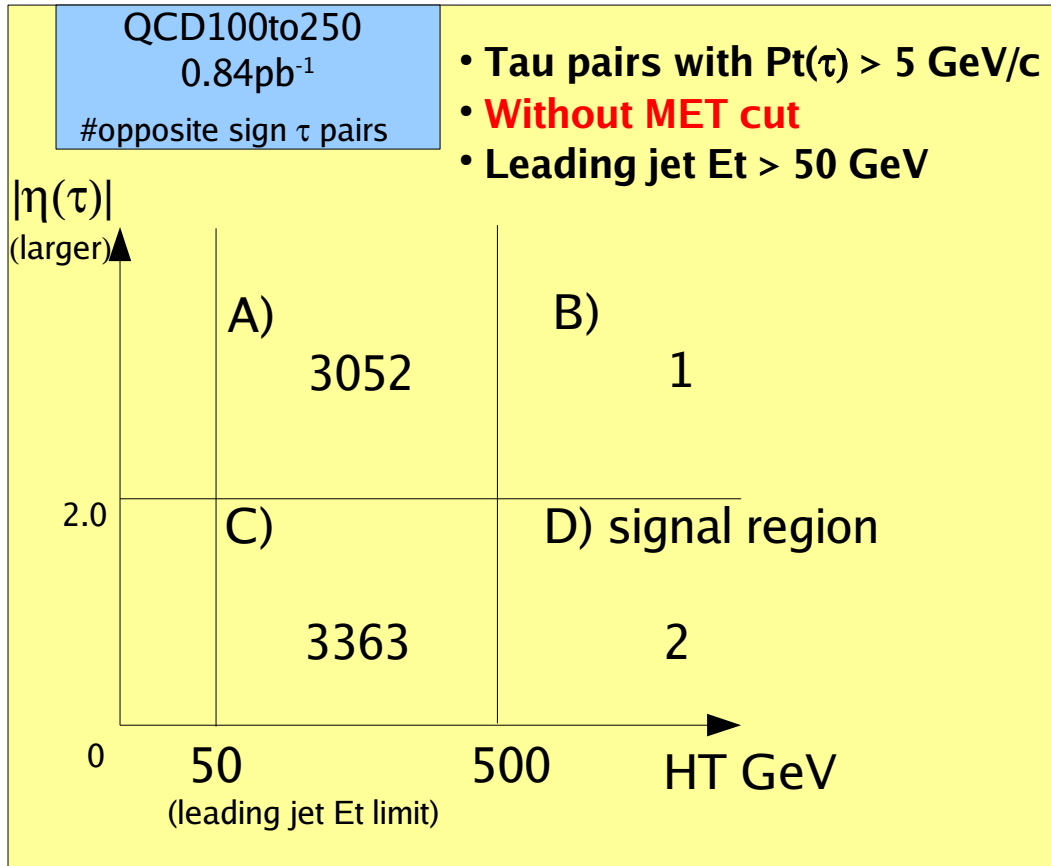 QCD100to250
0.84pb⁻¹
#opposite sign τ pairs
• Tau pairs with Pt(τ) > 5 GeV/c
• Without MET cut
• Leading jet Et > 50 GeV
|η(τ)|
(larger)
A)
3052
B)
1
2.0
C)
3363
D) signal region
2
0
50
500
HT GeV
(leading jet Et limit)